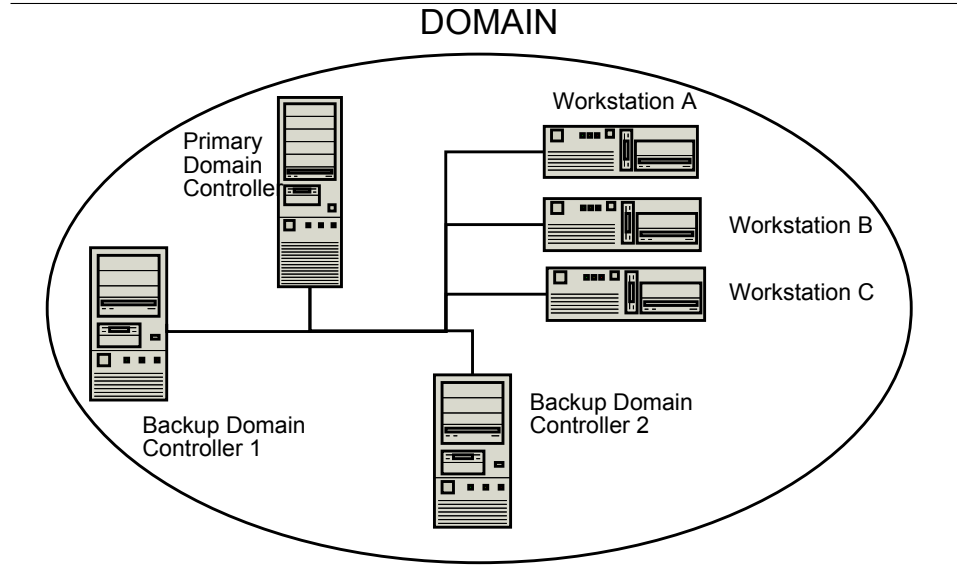 DOMAIN
Workstation A
Primary
Domain
Controlle
Workstation B
Workstation C
Backup Domain
Controller 2
Backup Domain
Controller 1